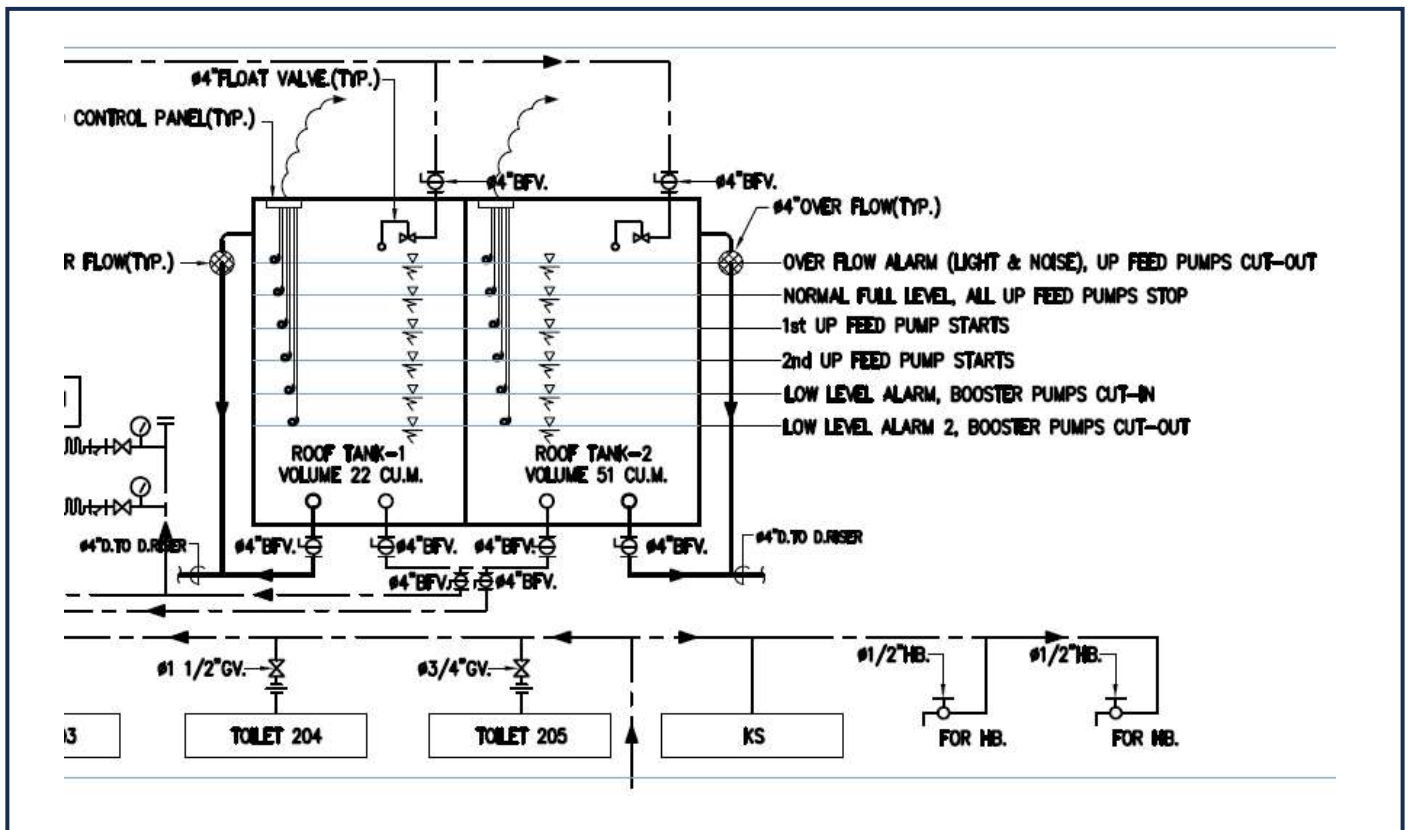 ø4"FLOAT VALVE.(TYP.)
CONTROL PANEL(TYP.)
ø4"BFV.
ø4"BFV.
ø4"OVER FLOW(TYP.)
R FLOW(TYP.)
OVER FLOW ALARM (LIGHT & NOISE), UP FEED PUMPS CUT-OUT
NORMAL FULL LEVEL, ALL UP FEED PUMPS STOP
1st UP FEED PUMP STARTS
2nd UP FEED PUMP STARTS
LOW LEVEL ALARM, BOOSTER PUMPS CUT-IN
LOW LEVEL ALARM 2, BOOSTER PUMPS CUT-OUT
ROOF TANK-1
VOLUME 22 CU.M.
ROOF TANK-2
VOLUME 51 CU.M.
ø4"D.TO D.RISER
ø4"BFV.
ø4"BFV.
ø4"BFV.
ø4"BFV.
ø4"D.TO D.RISER
ø4"BFV.
ø4"BFV.
ø1 1/2"GV.
ø3/4"GV.
ø1/2"HB.
ø1/2"HB.
TOILET 204
TOILET 205
KS
FOR HB.
FOR HB.